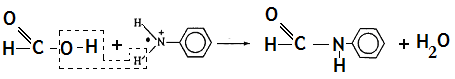 O H O
H–C–O–H + H N⁺ → H–C–N H + H₂O